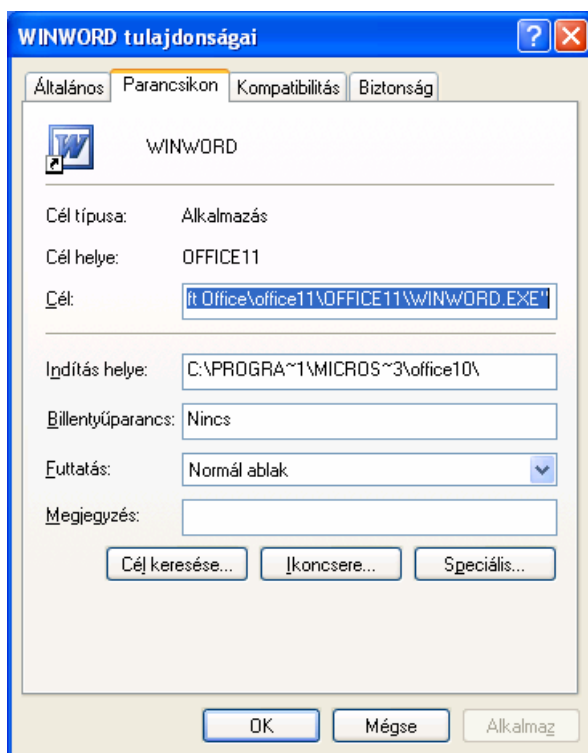 WINWORD tulajdonságai
Általános Parancsikon Kompatibilitás Biztonság
WINWORD
Cél típusa: Alkalmazás
Cél helye: OFFICE11
Cél: ft Office\office11\OFFICE11\WINWORD.EXE"
Indítás helye: C:\PROGRA~1\MICROS~3\office10\
Billentyűparancs: Nincs
Futtatás: Normál ablak
Megjegyzés:
Cél keresése... Ikoncsere... Speciális...
OK Mégse Alkalmaz